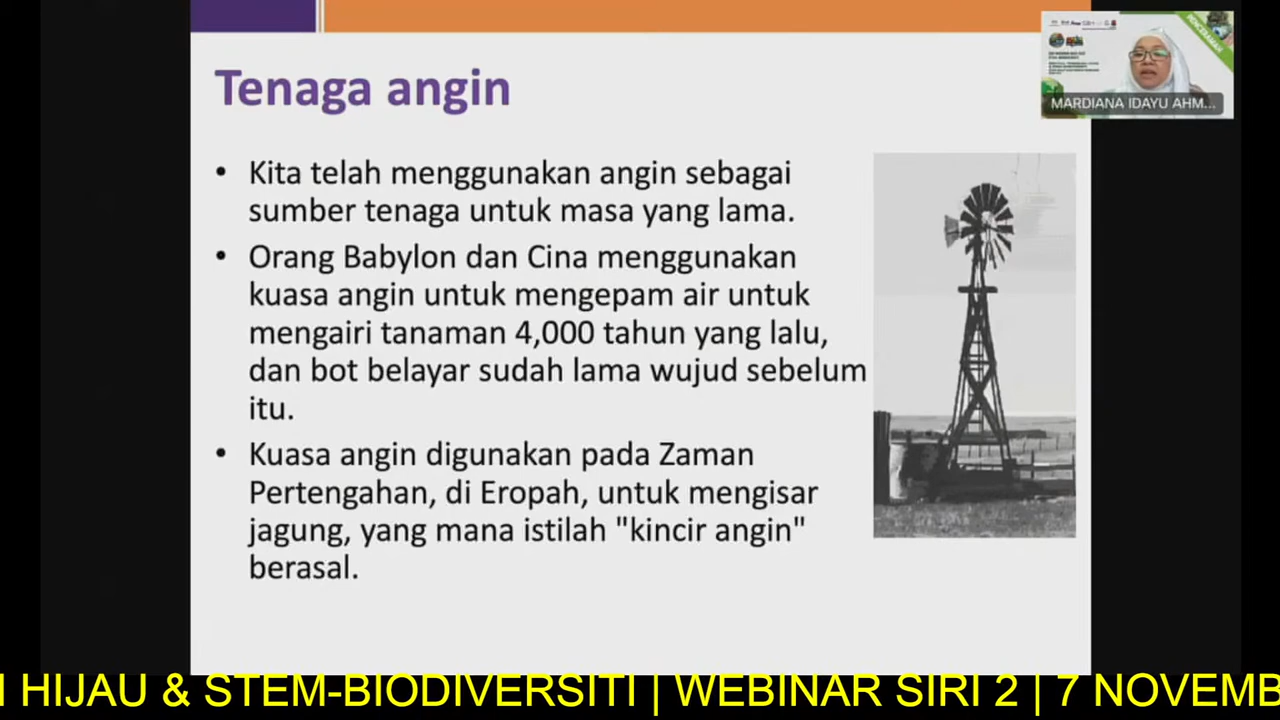 Tenaga angin
MARDIANA IDAYU AHM...
• Kita telah menggunakan angin sebagai
sumber tenaga untuk masa yang lama.
• Orang Babylon dan Cina menggunakan
kuasa angin untuk mengepam air untuk
mengairi tanaman 4,000 tahun yang lalu,
dan bot belayar sudah lama wujud sebelum
itu.
• Kuasa angin digunakan pada Zaman
Pertengahan, di Eropah, untuk mengisar
jagung, yang mana istilah "kincir angin"
berasal.
HIJAU & STEM-BIODIVERSITI | WEBINAR SIRI 2 | 7 NOVEMB